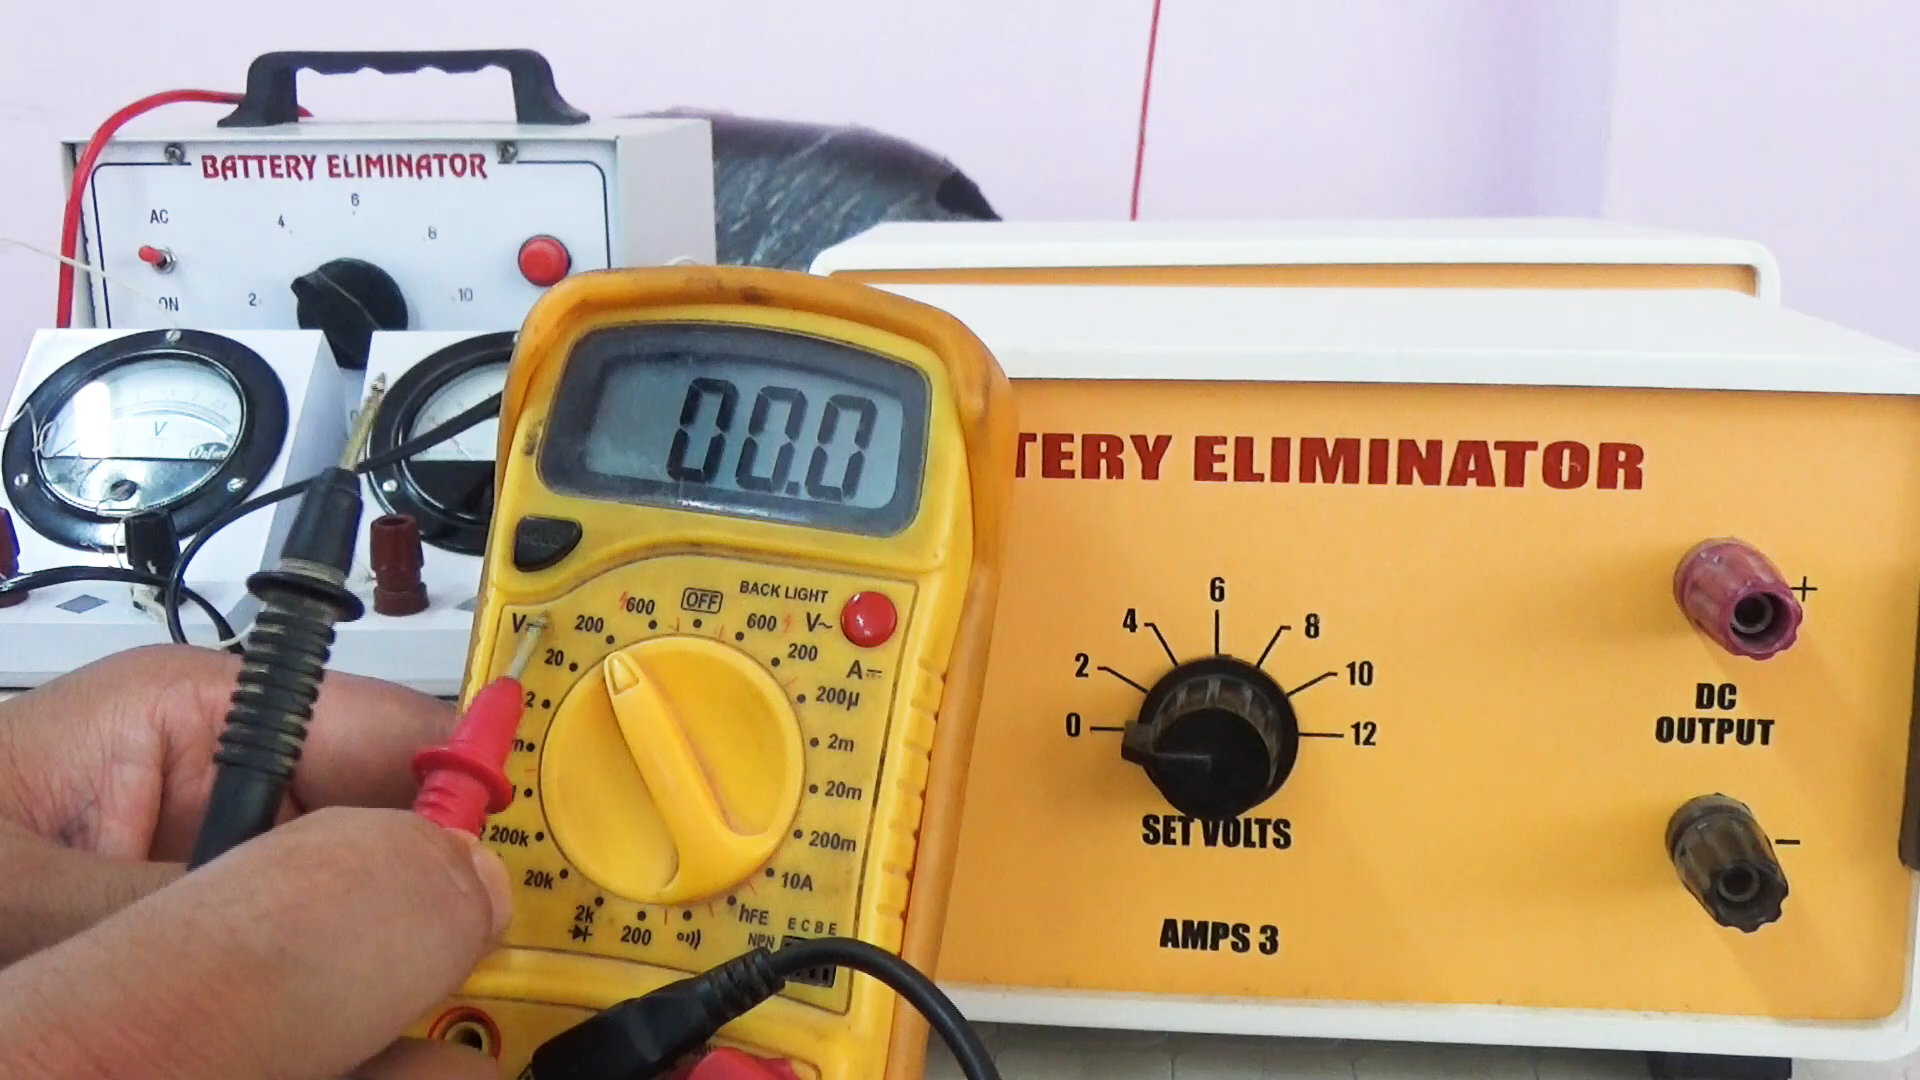 BATTERY ELIMINATOR
AC
ON
2
4
6
8
10
V
00.0
HOLD
BACK LIGHT
OFF
V⎓
200
600
600
V~
20
200
A⎓
2
200µ
2m
20m
200k
200m
20k
10A
2k
hFE
200
NPN
E C B E
TERY ELIMINATOR
0
2
4
6
8
10
12
SET VOLTS
AMPS 3
+
DC
OUTPUT
−